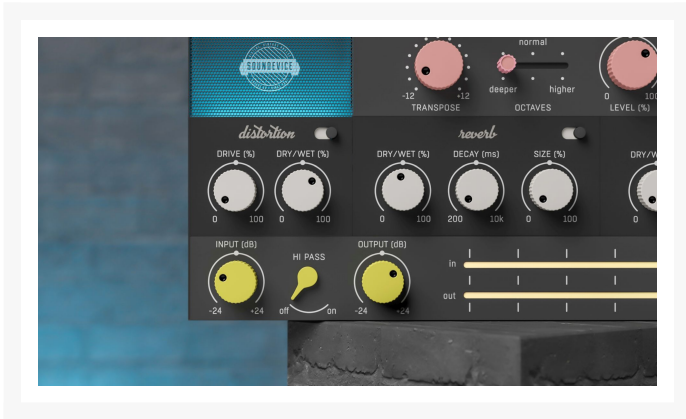 SOUNDEVICE
normal
-12
+12
TRANSPOSE
deeper
higher
OCTAVES
0
100
LEVEL (%)
distortion
DRIVE (%)
DRY/WET (%)
0
100
0
100
reverb
DRY/WET (%)
DECAY (ms)
SIZE (%)
0
100
200
10k
0
100
DRY/W
0
INPUT (dB)
HI PASS
OUTPUT (dB)
-24
+24
off
on
-24
-24
in
out